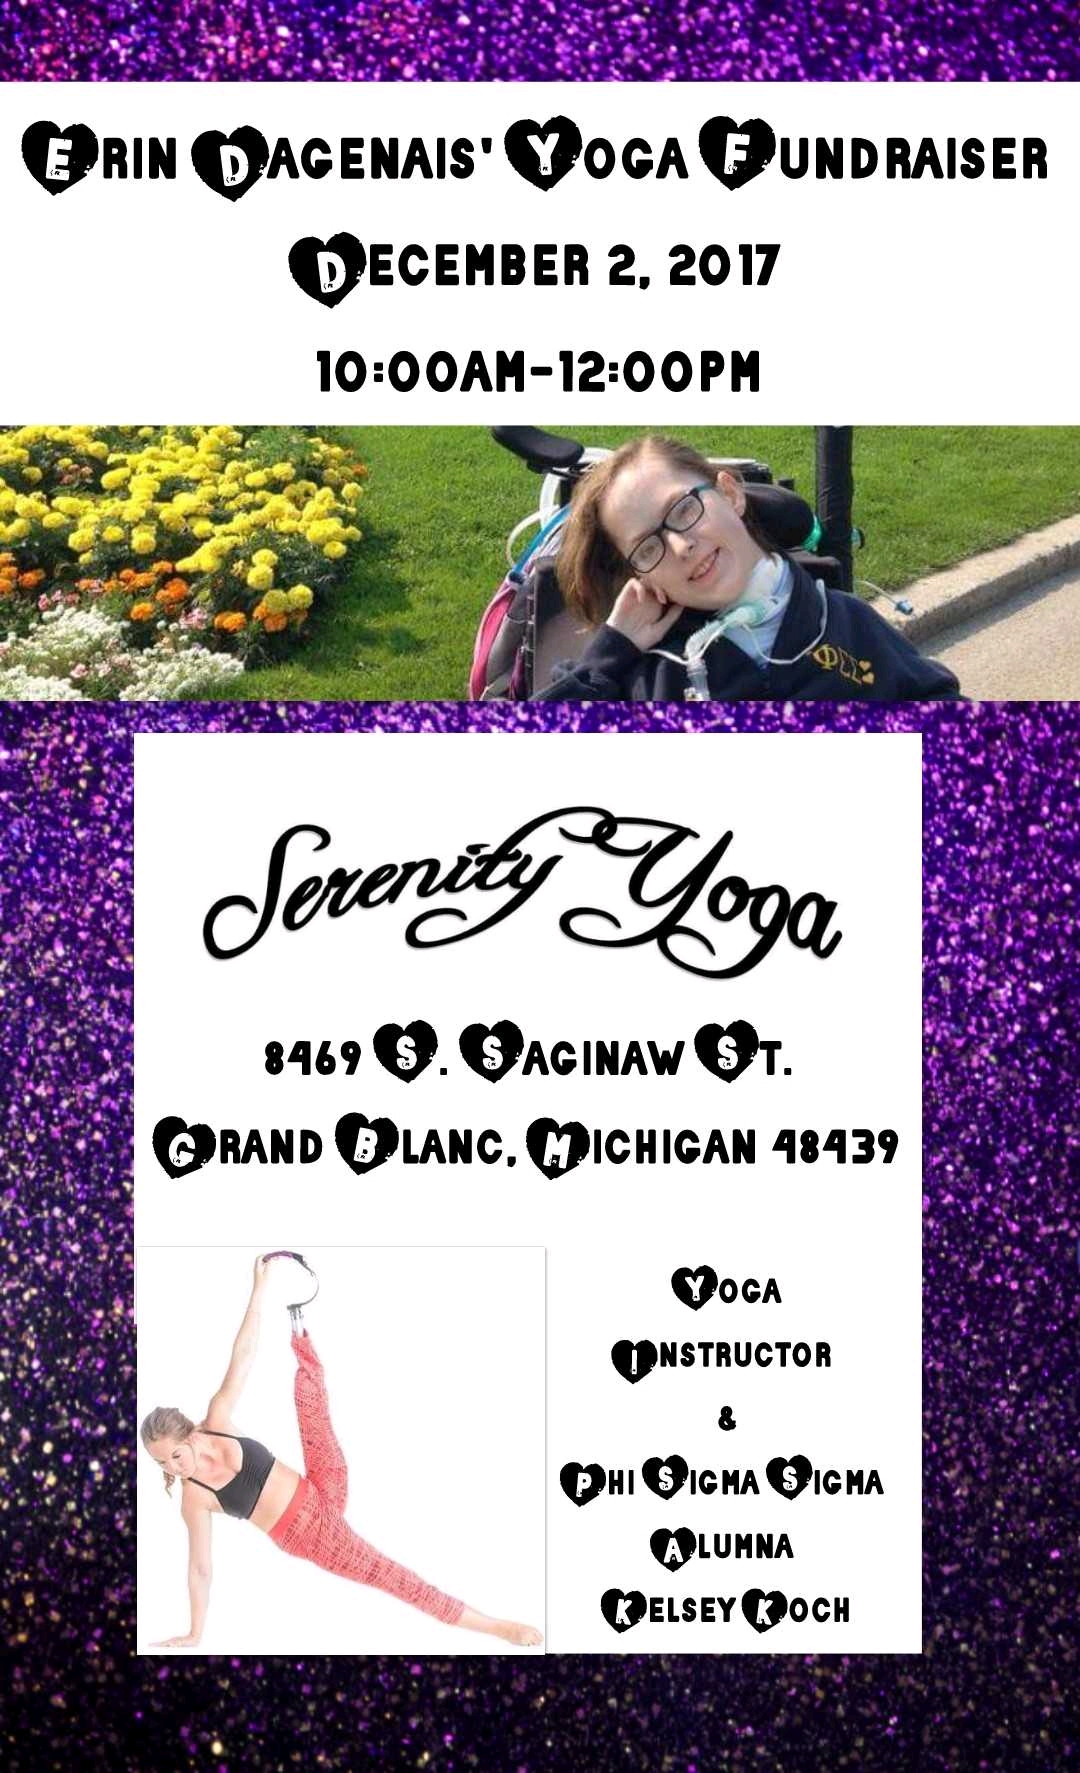 Erin Dagenais' Yoga Fundraiser
December 2, 2017
10:00am-12:00pm
ΦΣΣ
Serenity Yoga
8469 S. Saginaw St.
Grand Blanc, Michigan 48439
Yoga
Instructor
&
Phi Sigma Sigma
Alumna
Kelsey Koch